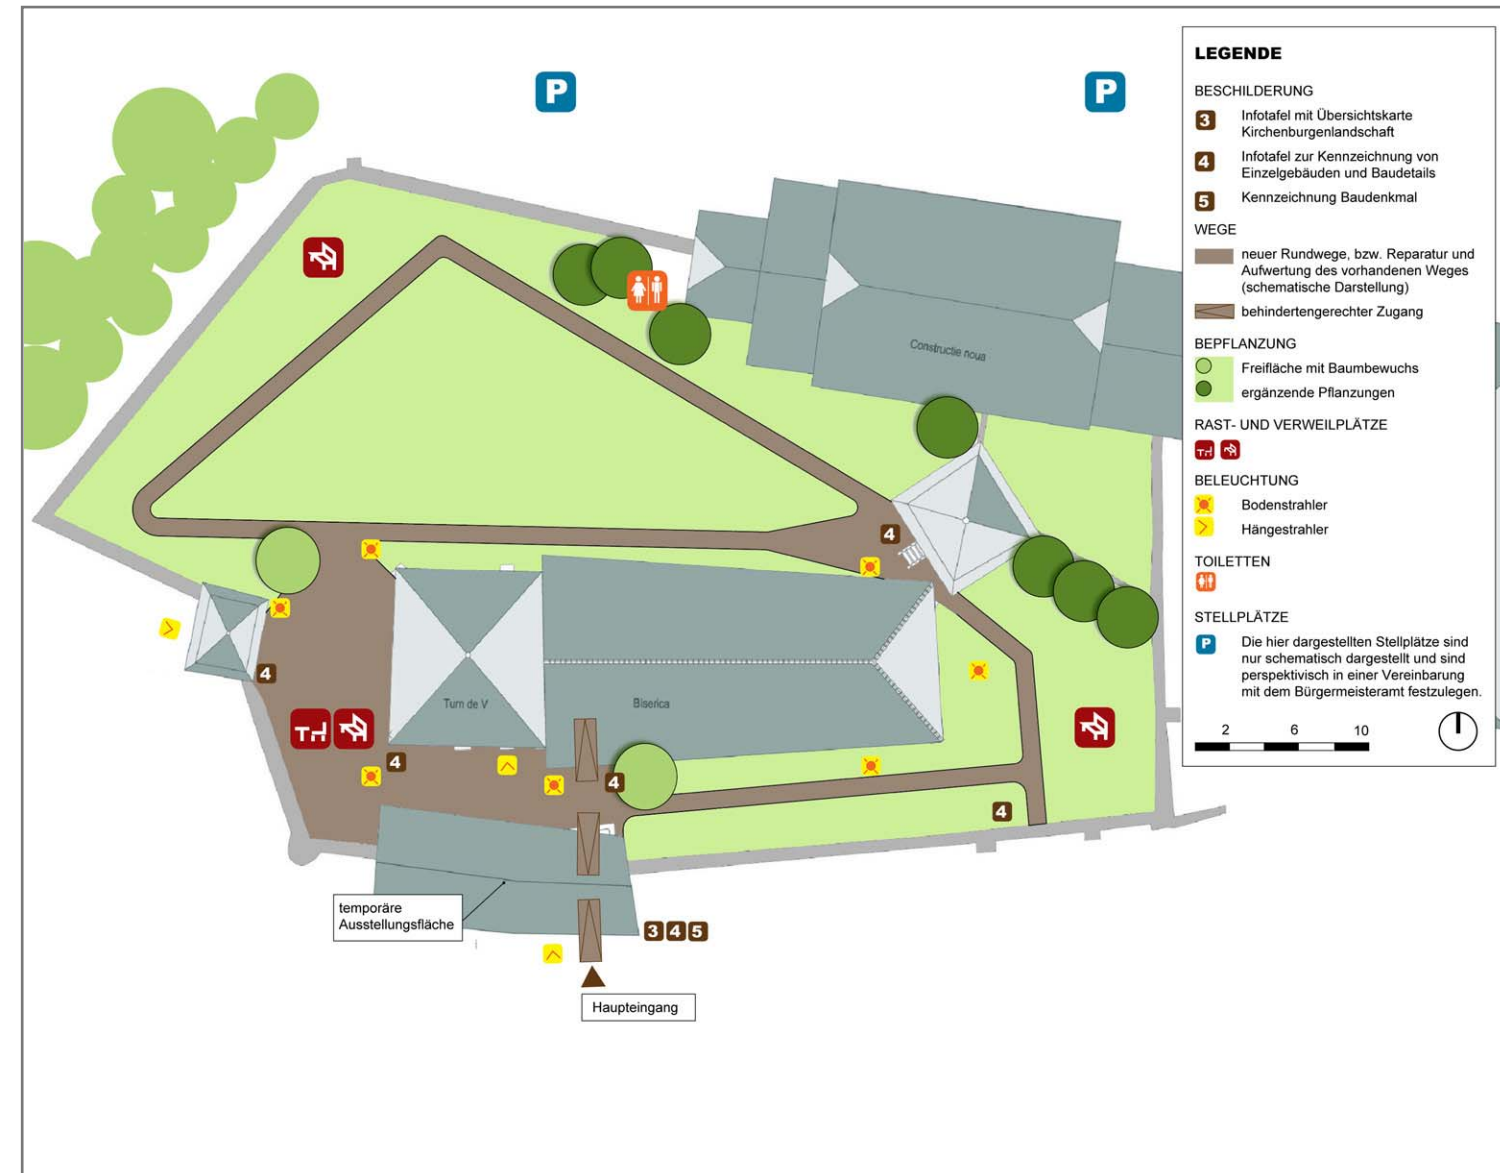 P
P
LEGENDE
BESCHILDERUNG
3 Infotafel mit Übersichtskarte
Kirchenburgenlandschaft
4 Infotafel zur Kennzeichnung von
Einzelgebäuden und Baudetails
5 Kennzeichnung Baudenkmal
WEGE
neuer Rundwege, bzw. Reparatur und
Aufwertung des vorhandenen Weges
(schematische Darstellung)
behindertengerechter Zugang
BEPFLANZUNG
Freifläche mit Baumbewuchs
ergänzende Pflanzungen
RAST- UND VERWEILPLÄTZE
BELEUCHTUNG
Bodenstrahler
Hängestrahler
TOILETTEN
STELLPLÄTZE
P Die hier dargestellten Stellplätze sind
nur schematisch dargestellt und sind
perspektivisch in einer Vereinbarung
mit dem Bürgermeisteramt festzulegen.
2 6 10
Constructie noua
4
4
Turn de V
Biserica
4
4
4
temporäre
Ausstellungsfläche
3 4 5
Haupteingang